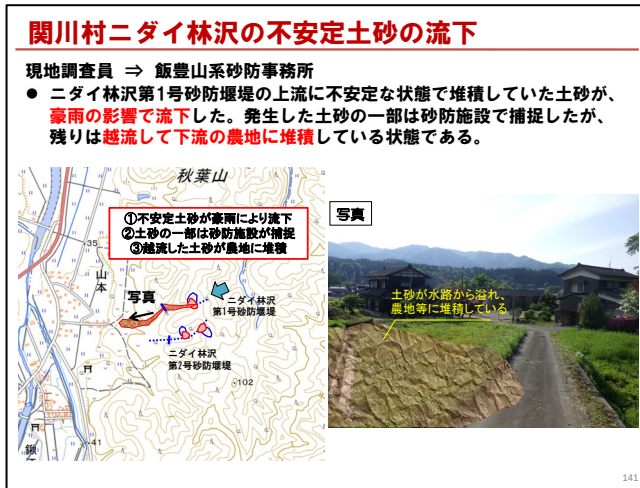 関川村ニダイ林沢の不安定土砂の流下
現地調査員 ⇒ 飯豊山系砂防事務所
● ニダイ林沢第1号砂防堰堤の上流に不安定な状態で堆積していた土砂が、
豪雨の影響で流下した。発生した土砂の一部は砂防施設で捕捉したが、
残りは越流して下流の農地に堆積している状態である。
秋葉山
①不安定土砂が豪雨により流下
②土砂の一部は砂防施設が捕捉
③越流した土砂が農地に堆積
35
山本
写真
ニダイ林沢
第1号砂防堰堤
ニダイ林沢
第2号砂防堰堤
102
41
写真
土砂が水路から溢れ、
農地等に堆積している
141